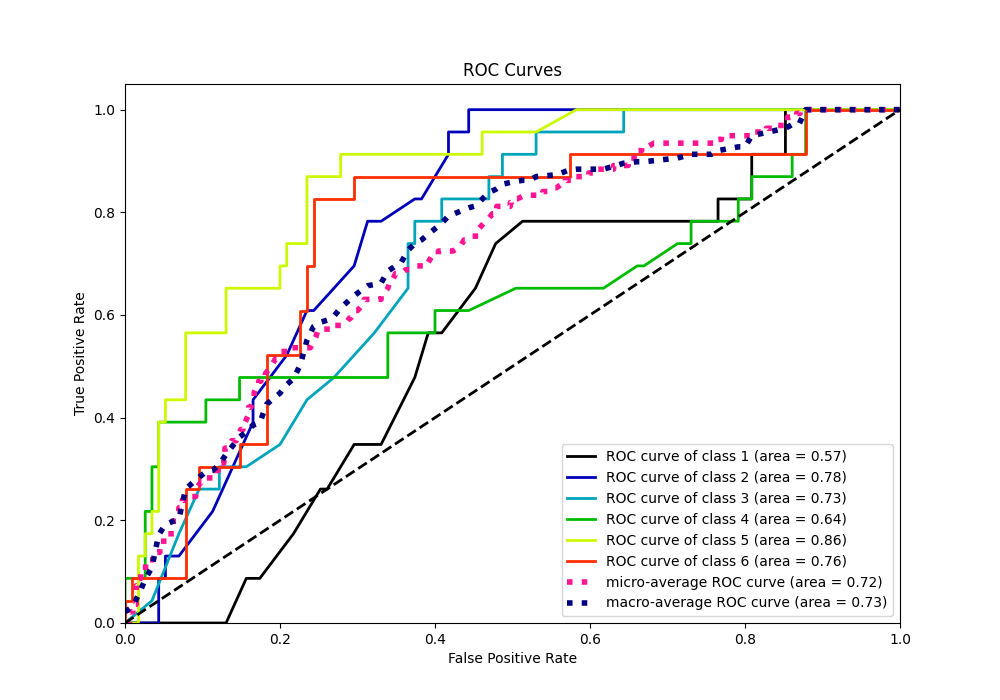 ROC Curves
True Positive Rate
1.0
0.8
0.6
0.4
0.2
0.0
0.0 0.2 0.4 0.6 0.8 1.0
False Positive Rate
ROC curve of class 1 (area = 0.57)
ROC curve of class 2 (area = 0.78)
ROC curve of class 3 (area = 0.73)
ROC curve of class 4 (area = 0.64)
ROC curve of class 5 (area = 0.86)
ROC curve of class 6 (area = 0.76)
micro-average ROC curve (area = 0.72)
macro-average ROC curve (area = 0.73)